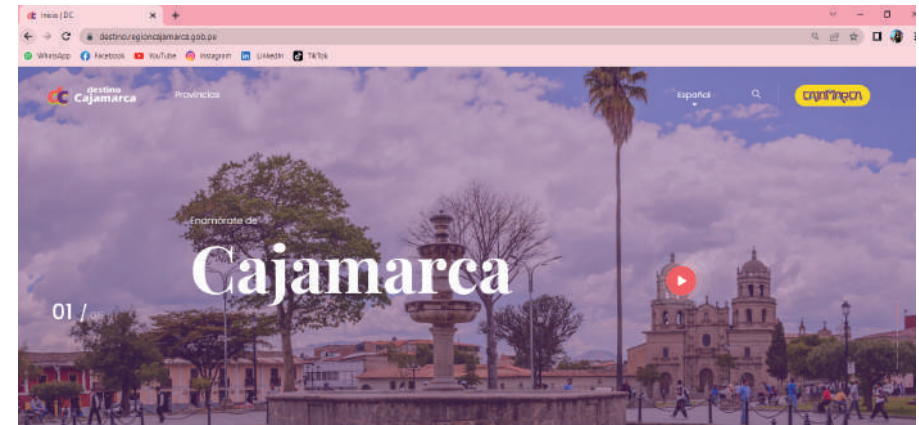 Inicio | DC
destino.regioncajamarca.gob.pe
WhatsApp Facebook YouTube Instagram LinkedIn TikTok
destino
Cajamarca
Provincias
Español
CAJAMARCA
Enamórate de
Cajamarca
01 /